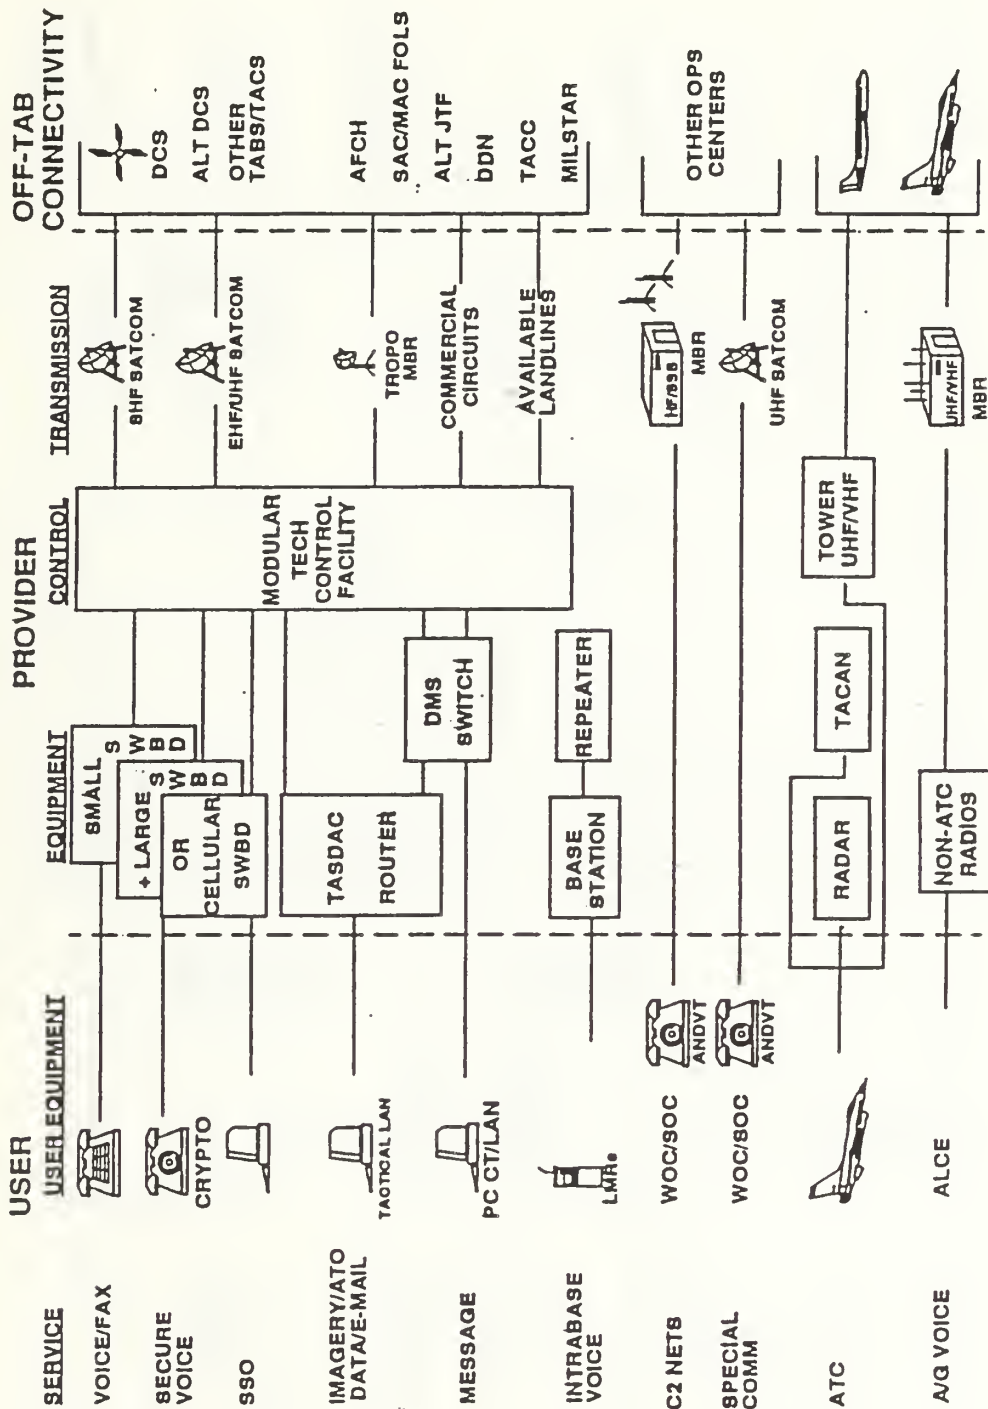 USER
PROVIDER
OFF-TAB
CONNECTIVITY
SERVICE
USER EQUIPMENT
EQUIPMENT
CONTROL
TRANSMISSION
VOICE/FAX
SMALL
SWBD
SHF SATCOM
DCS
SECURE
VOICE
CRYPTO
+ LARGE
SWBD
EHF/UHF SATCOM
ALT DCS
SSO
OR
CELLULAR
SWBD
OTHER
TABS/TACS
MODULAR
TECH
CONTROL
FACILITY
IMAGERY/ATO
DATA/E-MAIL
TACTICAL LAN
TASDAC
ROUTER
TROPO
MBR
AFCH
SAC/MAC FOLS
MESSAGE
PC CT/LAN
DMS
SWITCH
COMMERCIAL
CIRCUITS
ALT JTF
DDN
AVAILABLE
LANDLINES
TACC
MILSTAR
INTRABASE
VOICE
LMRs
BASE
STATION
REPEATER
C2 NETS
WOC/SOC
ANDVT
HF/SSB
MBR
OTHER OPS
CENTERS
SPECIAL
COMM
WOC/SOC
ANDVT
UHF SATCOM
ATC
RADAR
TACAN
TOWER
UHF/VHF
A/G VOICE
ALCE
NON-ATC
RADIOS
UHF/VHF
MBR